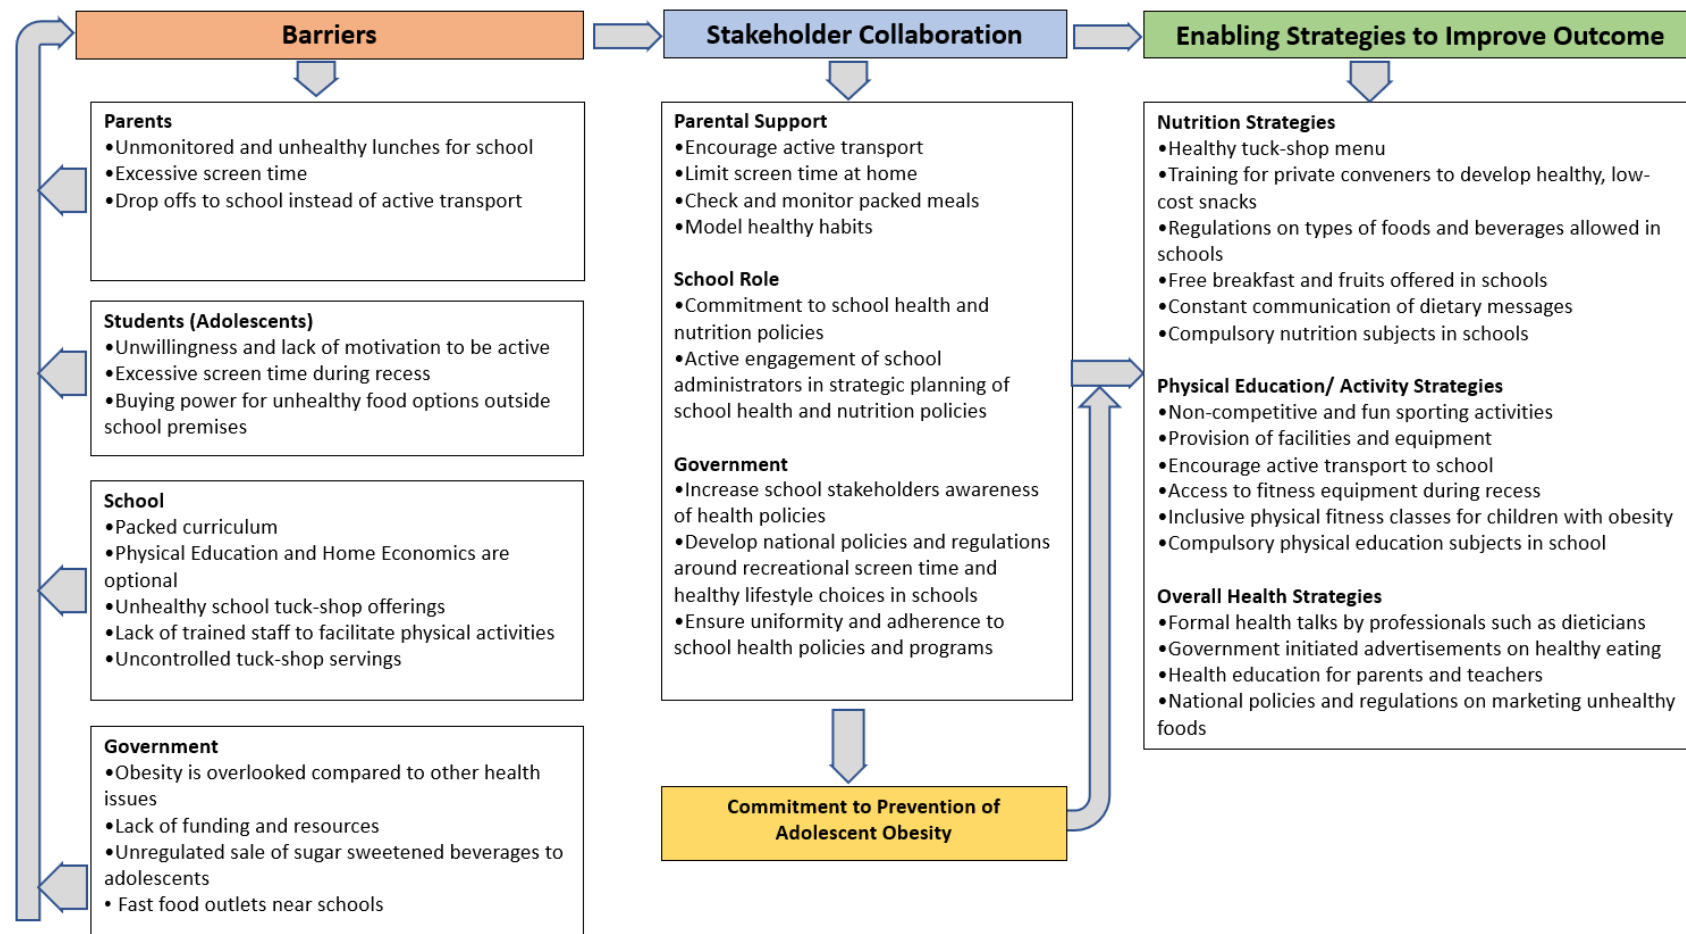 Barriers
Parents
•Unmonitored and unhealthy lunches for school
•Excessive screen time
•Drop offs to school instead of active transport
Students (Adolescents)
•Unwillingness and lack of motivation to be active
•Excessive screen time during recess
•Buying power for unhealthy food options outside
school premises
School
•Packed curriculum
•Physical Education and Home Economics are
optional
•Unhealthy school tuck-shop offerings
•Lack of trained staff to facilitate physical activities
•Uncontrolled tuck-shop servings
Government
•Obesity is overlooked compared to other health
issues
•Lack of funding and resources
•Unregulated sale of sugar sweetened beverages to
adolescents
• Fast food outlets near schools
Stakeholder Collaboration
Parental Support
•Encourage active transport
•Limit screen time at home
•Check and monitor packed meals
•Model healthy habits
School Role
•Commitment to school health and
nutrition policies
•Active engagement of school
administrators in strategic planning of
school health and nutrition policies
Government
•Increase school stakeholders awareness
of health policies
•Develop national policies and regulations
around recreational screen time and
healthy lifestyle choices in schools
•Ensure uniformity and adherence to
school health policies and programs
Commitment to Prevention of
Adolescent Obesity
Enabling Strategies to Improve Outcome
Nutrition Strategies
•Healthy tuck-shop menu
•Training for private conveners to develop healthy, low-
cost snacks
•Regulations on types of foods and beverages allowed in
schools
•Free breakfast and fruits offered in schools
•Constant communication of dietary messages
•Compulsory nutrition subjects in schools
Physical Education/ Activity Strategies
•Non-competitive and fun sporting activities
•Provision of facilities and equipment
•Encourage active transport to school
•Access to fitness equipment during recess
•Inclusive physical fitness classes for children with obesity
•Compulsory physical education subjects in school
Overall Health Strategies
•Formal health talks by professionals such as dieticians
•Government initiated advertisements on healthy eating
•Health education for parents and teachers
•National policies and regulations on marketing unhealthy
foods